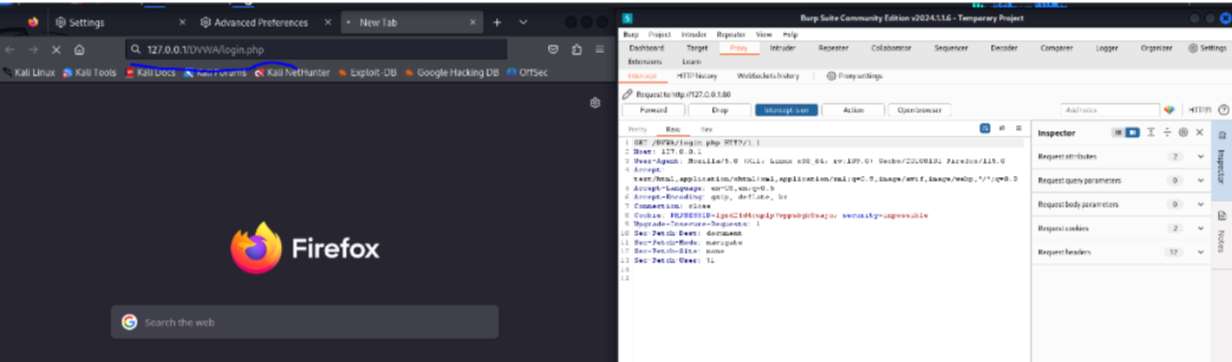 Settings
Advanced Preferences
New Tab
127.0.0.1/DVWA/login.php
Kali Linux Kali Tools Kali Docs Kali Forums Kali NetHunter Exploit-DB Google Hacking DB OffSec
Firefox
Search the web
Burp Suite Community Edition v2024.1.1.6 - Temporary Project
Burp Project Intruder Repeater View Help
Dashboard Target Proxy Intruder Repeater Collaborator Sequencer Decoder Comparer Logger Organizer Settings
Extensions Learn
Intercept HTTP history WebSockets history Proxy settings
Request to http://127.0.0.1:80
Forward Drop Intercept is on Action Open browser Add notes HTTP/1
Pretty Raw Hex
1 GET /DVWA/login.php HTTP/1.1
2 Host: 127.0.0.1
3 User-Agent: Mozilla/5.0 (X11; Linux x86_64; rv:109.0) Gecko/20100101 Firefox/115.0
4 Accept:
text/html,application/xhtml+xml,application/xml;q=0.9,image/avif,image/webp,*/*;q=0.8
5 Accept-Language: en-US,en;q=0.5
6 Accept-Encoding: gzip, deflate, br
7 Connection: close
8 Cookie: security=impossible
9 Upgrade-Insecure-Requests: 1
10 Sec-Fetch-Dest: document
11 Sec-Fetch-Mode: navigate
12 Sec-Fetch-Site: none
13 Sec-Fetch-User: ?1
14
15
Inspector
Request attributes 2
Request query parameters 0
Request body parameters 0
Request cookies 2
Request headers 12
Inspector
Notes